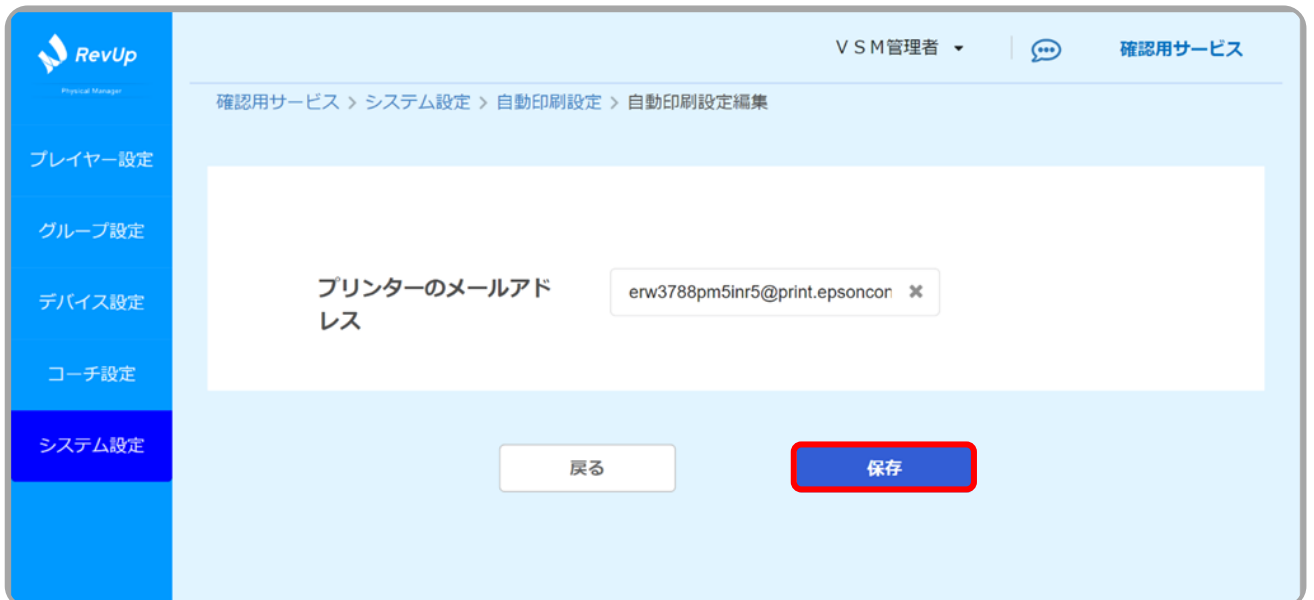 RevUp
Physical Manager
ＶＳＭ管理者
確認用サービス
確認用サービス > システム設定 > 自動印刷設定 > 自動印刷設定編集
プレイヤー設定
グループ設定
デバイス設定
コーチ設定
システム設定
プリンターのメールアド
レス
erw3788pm5inr5@print.epsoncon
戻る
保存